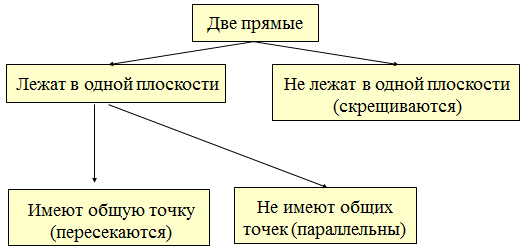 Две прямые
Лежат в одной плоскости
Не лежат в одной плоскости
(скрещиваются)
Имеют общую точку
(пересекаются)
Не имеют общих
точек (параллельны)